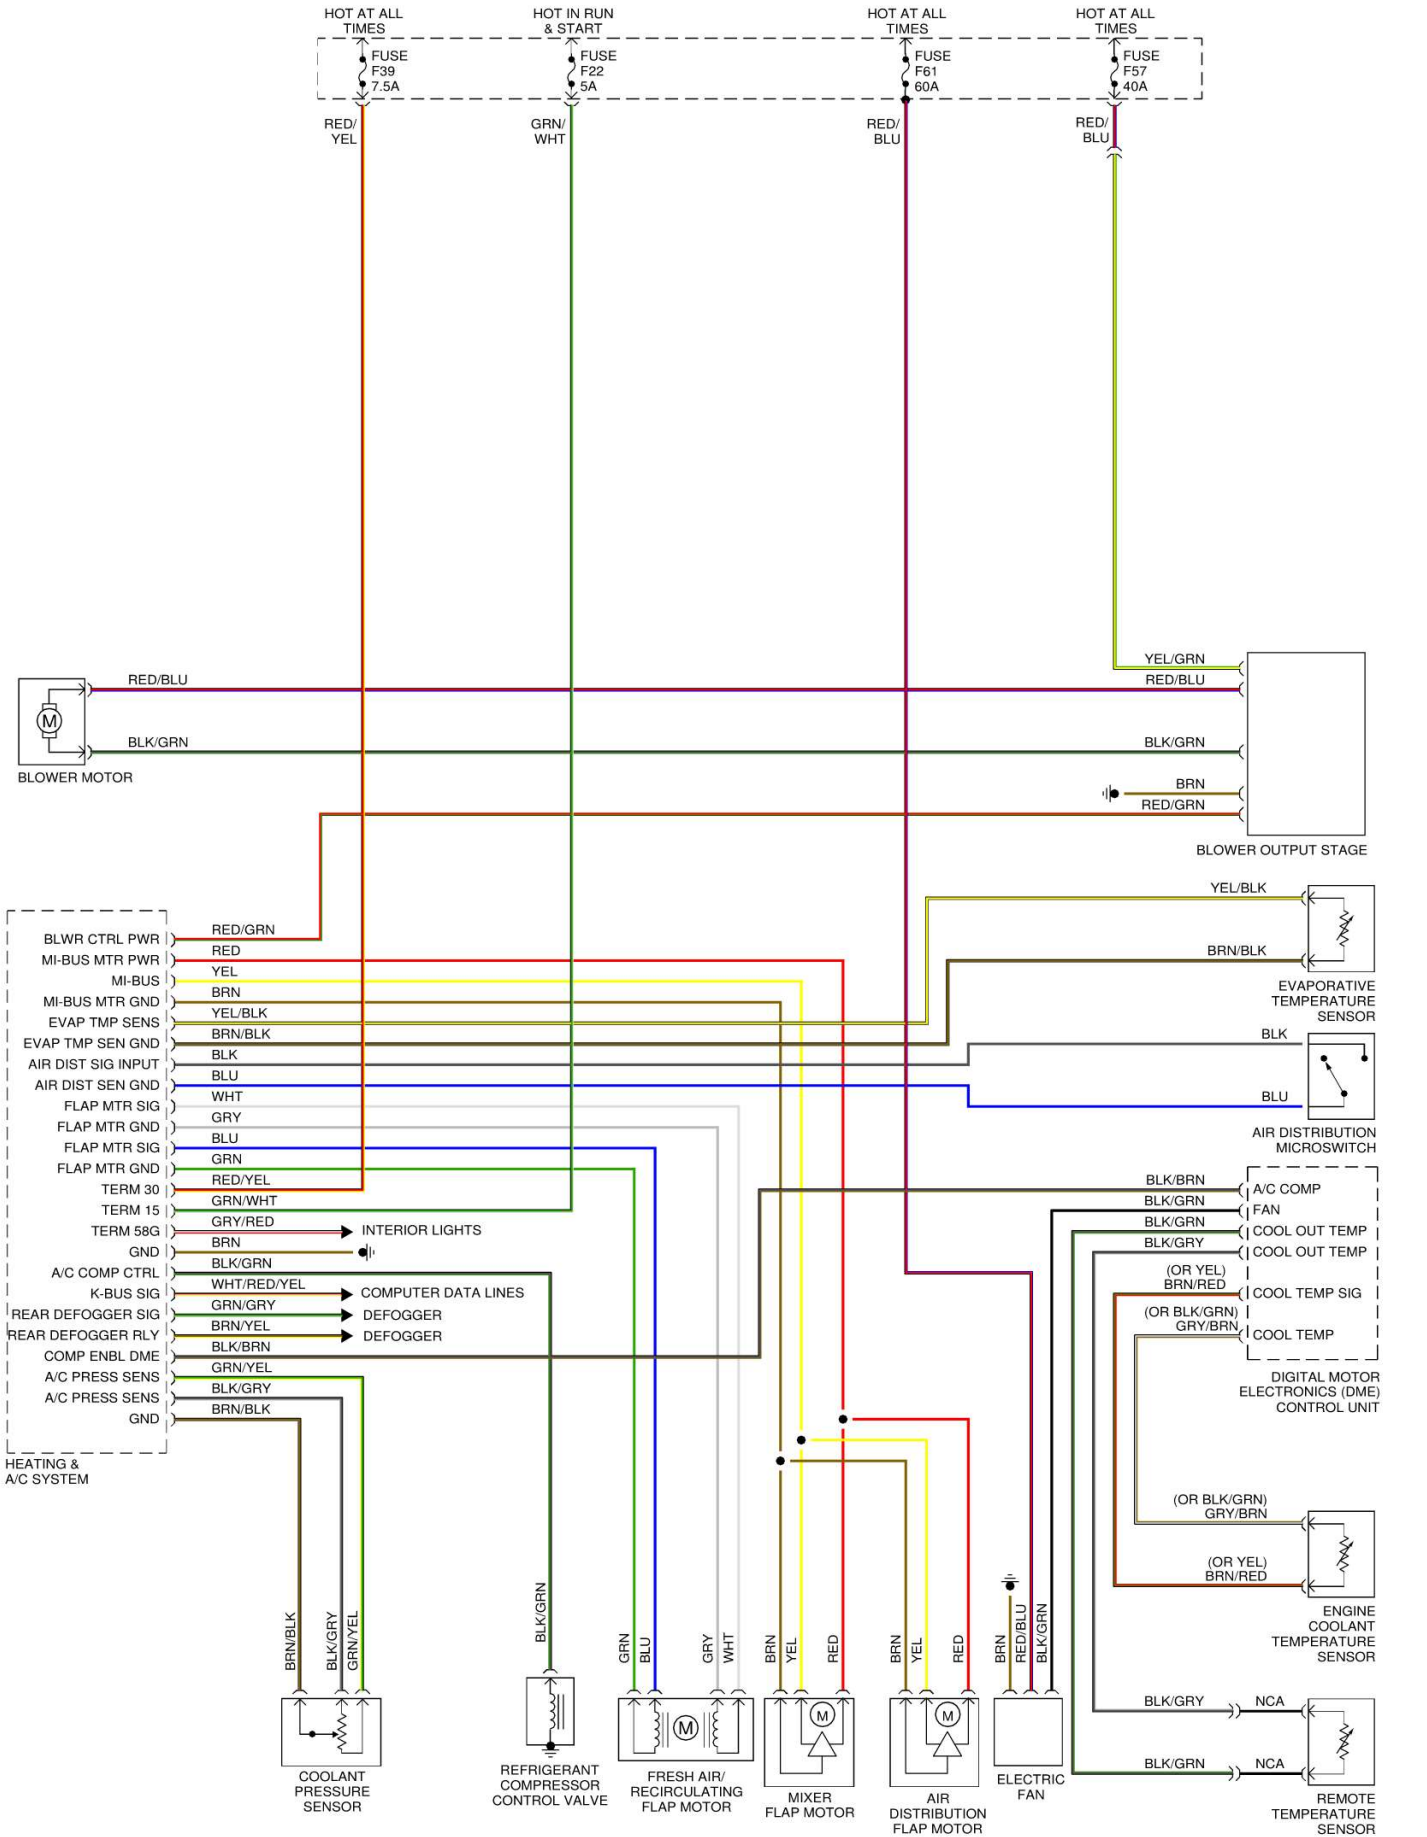 HOT AT ALL
TIMES
HOT IN RUN
& START
HOT AT ALL
TIMES
HOT AT ALL
TIMES
FUSE
F39
7.5A
FUSE
F22
5A
FUSE
F61
60A
FUSE
F57
40A
RED/
YEL
GRN/
WHT
RED/
BLU
RED/
BLU
YEL/GRN
RED/BLU
RED/BLU
M
BLK/GRN
BLK/GRN
BLOWER MOTOR
BRN
RED/GRN
BLOWER OUTPUT STAGE
YEL/BLK
BRN/BLK
EVAPORATIVE
TEMPERATURE
SENSOR
BLK
BLU
AIR DISTRIBUTION
MICROSWITCH
BLWR CTRL PWR RED/GRN
MI-BUS MTR PWR RED
MI-BUS YEL
MI-BUS MTR GND BRN
EVAP TMP SENS YEL/BLK
EVAP TMP SEN GND BRN/BLK
AIR DIST SIG INPUT BLK
AIR DIST SEN GND BLU
FLAP MTR SIG WHT
FLAP MTR GND GRY
FLAP MTR SIG BLU
FLAP MTR GND GRN
TERM 30 RED/YEL
TERM 15 GRN/WHT
TERM 58G GRY/RED INTERIOR LIGHTS
GND BRN
A/C COMP CTRL BLK/GRN
K-BUS SIG WHT/RED/YEL COMPUTER DATA LINES
REAR DEFOGGER SIG GRN/GRY DEFOGGER
REAR DEFOGGER RLY BRN/YEL DEFOGGER
COMP ENBL DME BLK/BRN
A/C PRESS SENS GRN/YEL
A/C PRESS SENS BLK/GRY
GND BRN/BLK
HEATING &
A/C SYSTEM
BLK/BRN A/C COMP
BLK/GRN FAN
BLK/GRN COOL OUT TEMP
BLK/GRY COOL OUT TEMP
(OR YEL)
BRN/RED COOL TEMP SIG
(OR BLK/GRN)
GRY/BRN COOL TEMP
DIGITAL MOTOR
ELECTRONICS (DME)
CONTROL UNIT
(OR BLK/GRN)
GRY/BRN
(OR YEL)
BRN/RED
ENGINE
COOLANT
TEMPERATURE
SENSOR
BRN/BLK
BLK/GRY
GRN/YEL
BLK/GRN
GRN
BLU
GRY
WHT
BRN
YEL
RED
BRN
YEL
RED
BRN
RED/BLU
BLK/GRN
BLK/GRY NCA
BLK/GRN NCA
M
M
M
COOLANT
PRESSURE
SENSOR
REFRIGERANT
COMPRESSOR
CONTROL VALVE
FRESH AIR/
RECIRCULATING
FLAP MOTOR
MIXER
FLAP MOTOR
AIR
DISTRIBUTION
FLAP MOTOR
ELECTRIC
FAN
REMOTE
TEMPERATURE
SENSOR